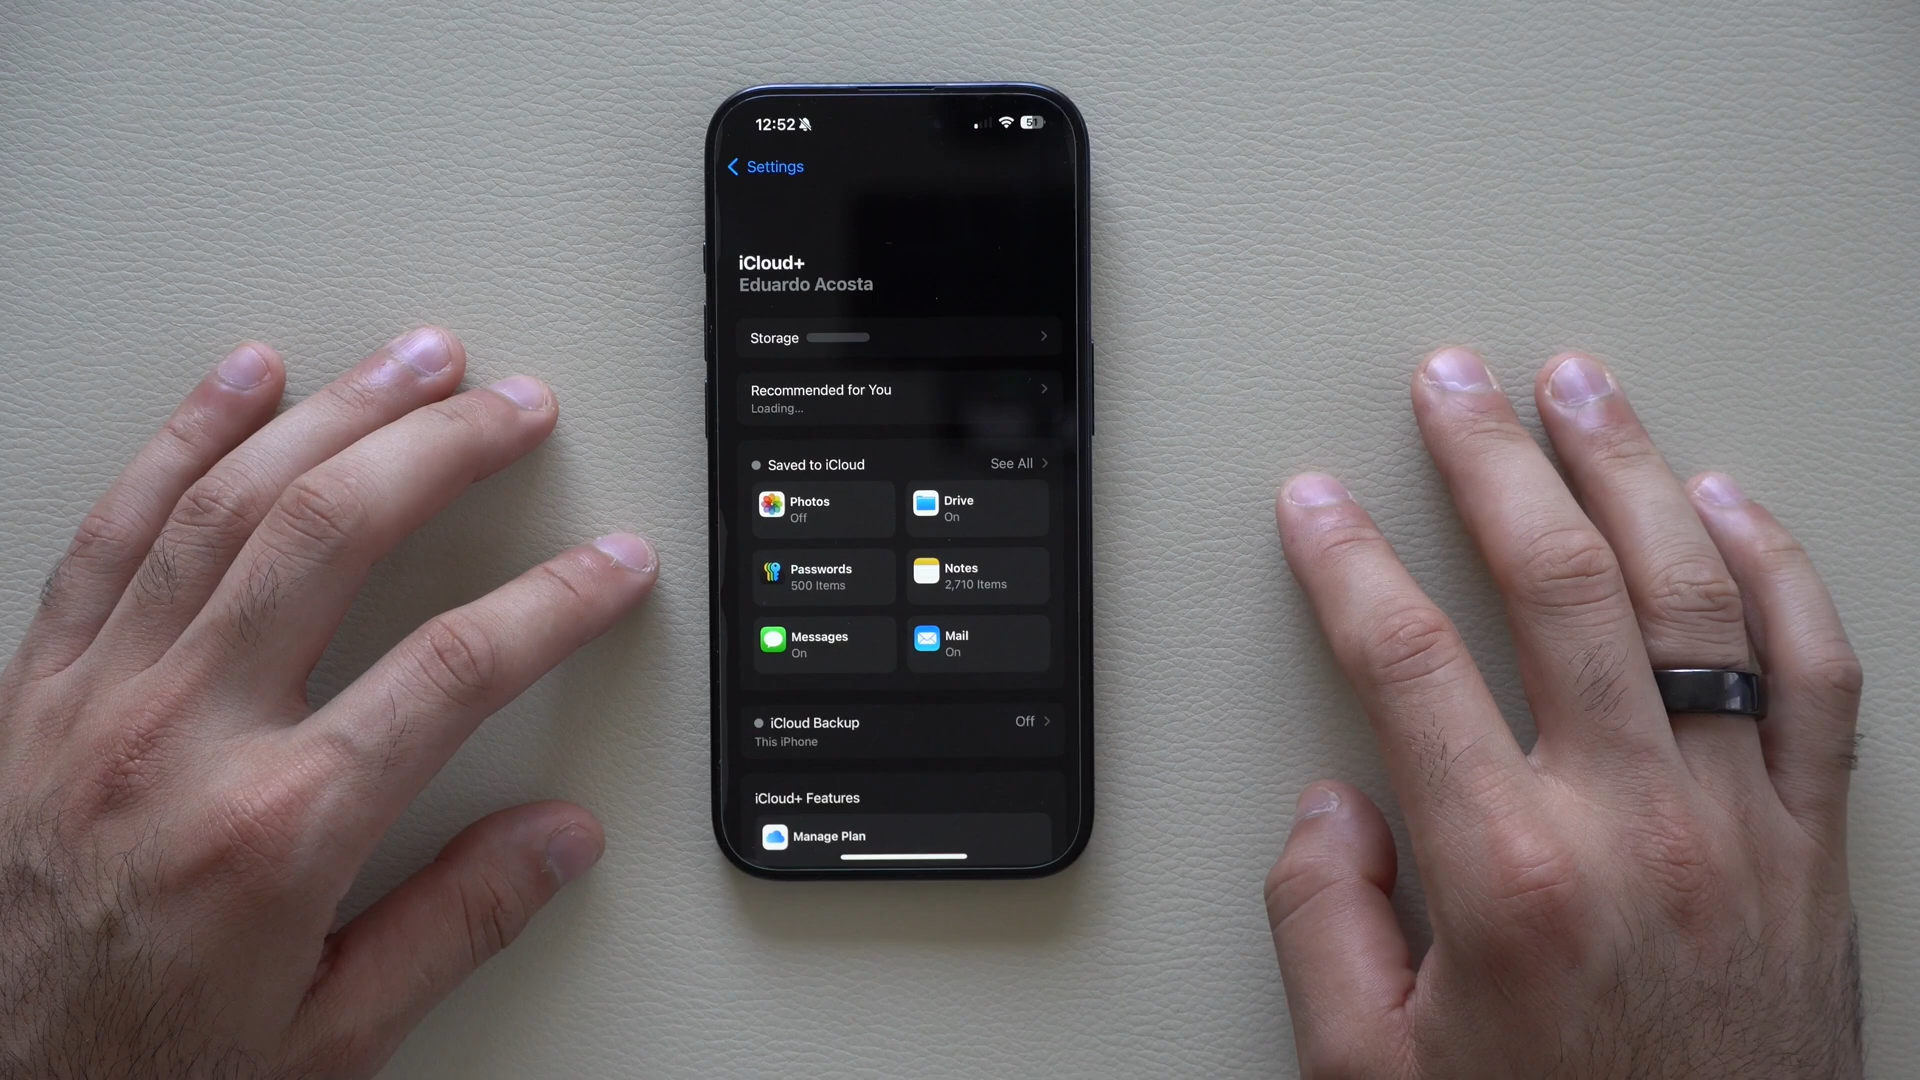 12:52
51
Settings
iCloud+
Eduardo Acosta
Storage
Recommended for You
Loading...
Saved to iCloud
See All
Photos
Off
Drive
On
Passwords
500 Items
Notes
2,710 Items
Messages
On
Mail
On
iCloud Backup
Off
This iPhone
iCloud+ Features
Manage Plan